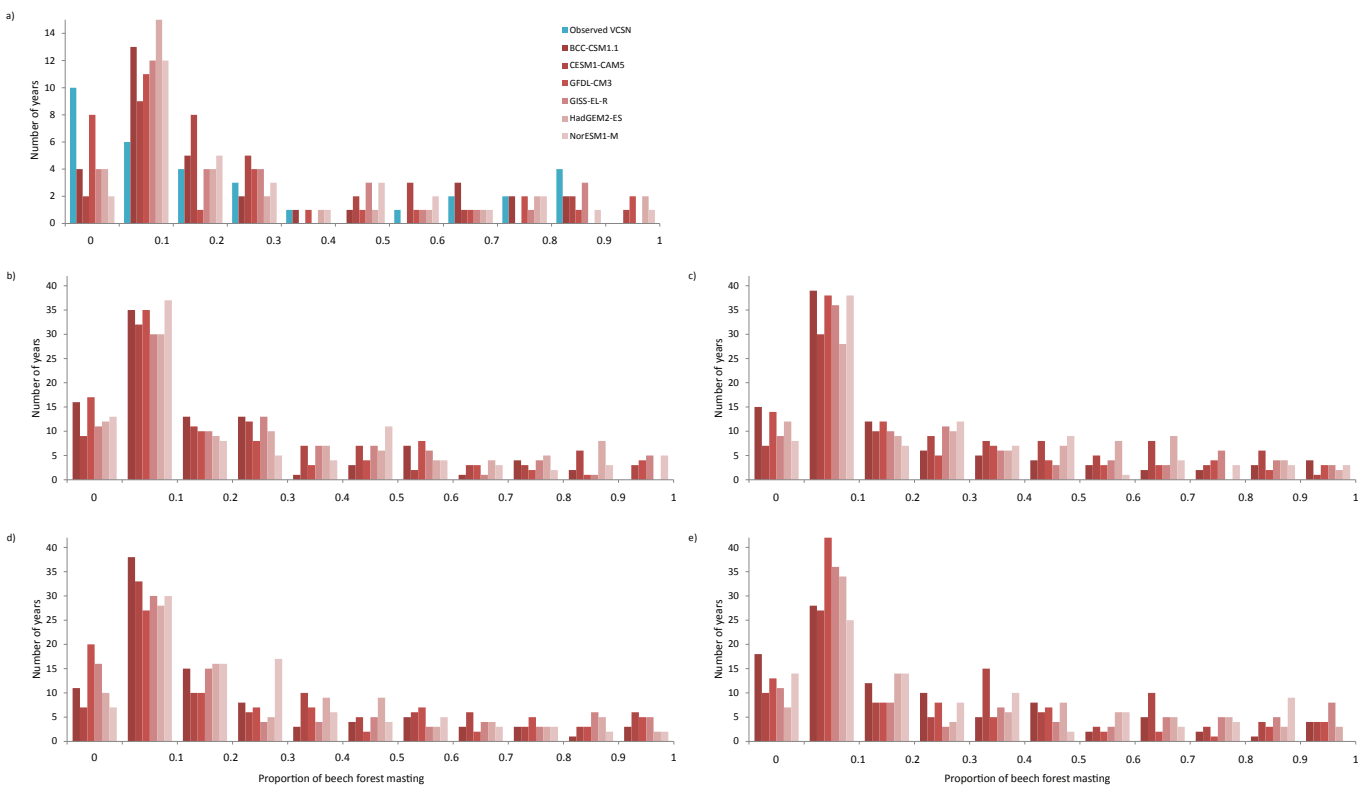 a)
Number of years
14
12
10
8
6
4
2
0
0 0.1 0.2 0.3 0.4 0.5 0.6 0.7 0.8 0.9 1
Observed VCSN
BCC-CSM1.1
CESM1-CAM5
GFDL-CM3
GISS-EL-R
HadGEM2-ES
NorESM1-M
b)
Number of years
40
35
30
25
20
15
10
5
0
0 0.1 0.2 0.3 0.4 0.5 0.6 0.7 0.8 0.9 1
c)
Number of years
40
35
30
25
20
15
10
5
0
0 0.1 0.2 0.3 0.4 0.5 0.6 0.7 0.8 0.9 1
d)
Number of years
40
35
30
25
20
15
10
5
0
0 0.1 0.2 0.3 0.4 0.5 0.6 0.7 0.8 0.9 1
Proportion of beech forest masting
e)
Number of years
40
35
30
25
20
15
10
5
0
0 0.1 0.2 0.3 0.4 0.5 0.6 0.7 0.8 0.9 1
Proportion of beech forest masting